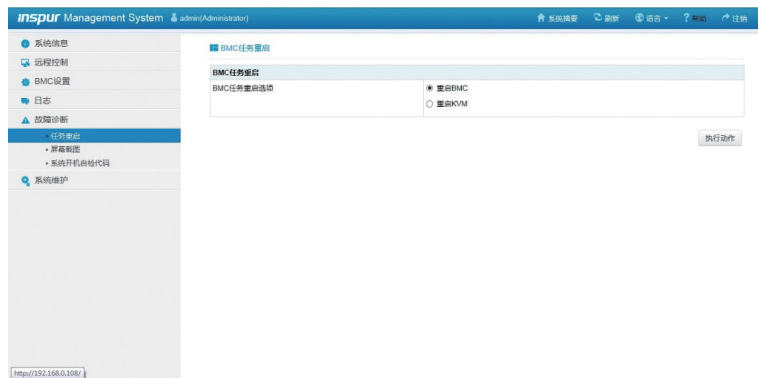 inspur Management System admin(Administrator) 系统摘要 刷新 语言 ? 帮助 注销
系统信息
远程控制
BMC设置
日志
故障诊断
任务重启
屏幕截图
系统开机自检代码
系统维护
BMC任务重启
BMC任务重启
BMC任务重启选项
重启BMC
重启KVM
执行动作
http://192.168.0.108/